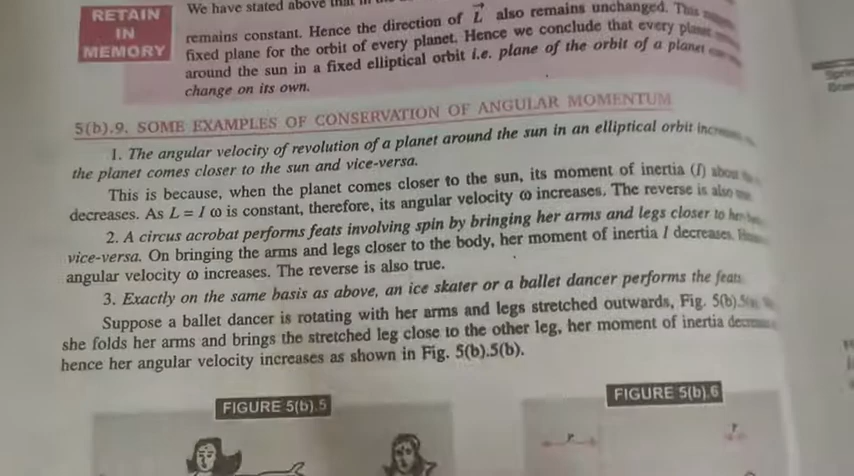 RETAIN
IN
MEMORY
We have stated above that in
remains constant. Hence the direction of L also remains unchanged. This
fixed plane for the orbit of every planet. Hence we conclude that every planet
around the sun in a fixed elliptical orbit i.e. plane of the orbit of a planet
change on its own.
5(b).9. SOME EXAMPLES OF CONSERVATION OF ANGULAR MOMENTUM
1. The angular velocity of revolution of a planet around the sun in an elliptical orbit increases
the planet comes closer to the sun and vice-versa.
This is because, when the planet comes closer to the sun, its moment of inertia (I) about
decreases. As L = I ω is constant, therefore, its angular velocity ω increases. The reverse is also
2. A circus acrobat performs feats involving spin by bringing her arms and legs closer to her
vice-versa. On bringing the arms and legs closer to the body, her moment of inertia I decreases.
angular velocity ω increases. The reverse is also true.
3. Exactly on the same basis as above, an ice skater or a ballet dancer performs the feats
Suppose a ballet dancer is rotating with her arms and legs stretched outwards, Fig. 5(b).5
she folds her arms and brings the stretched leg close to the other leg, her moment of inertia
hence her angular velocity increases as shown in Fig. 5(b).5(b).
FIGURE 5(b).5
FIGURE 5(b).6
r
r